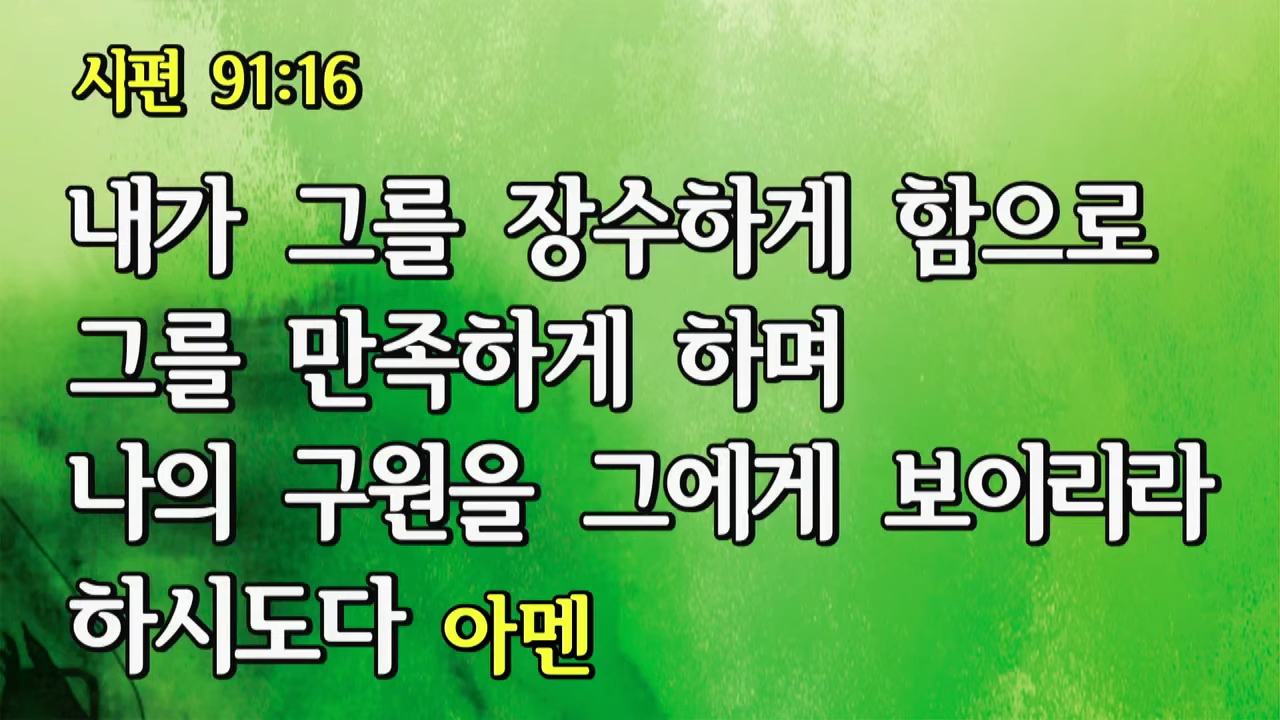 시편 91:16
내가 그를 장수하게 함으로
그를 만족하게 하며
나의 구원을 그에게 보이리라
하시도다 아멘